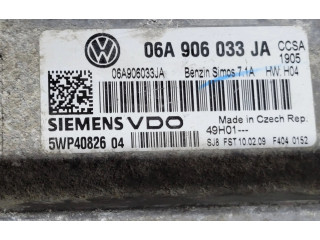 06A 906 033 JA CCSA
1905
06A906033JA Benzin Simos 7.1A HW: H04
SIEMENS VDO Made in Czech Rep.
49H01---
5WP40826 04 SJ8 FST 10.02.09 F404 0152